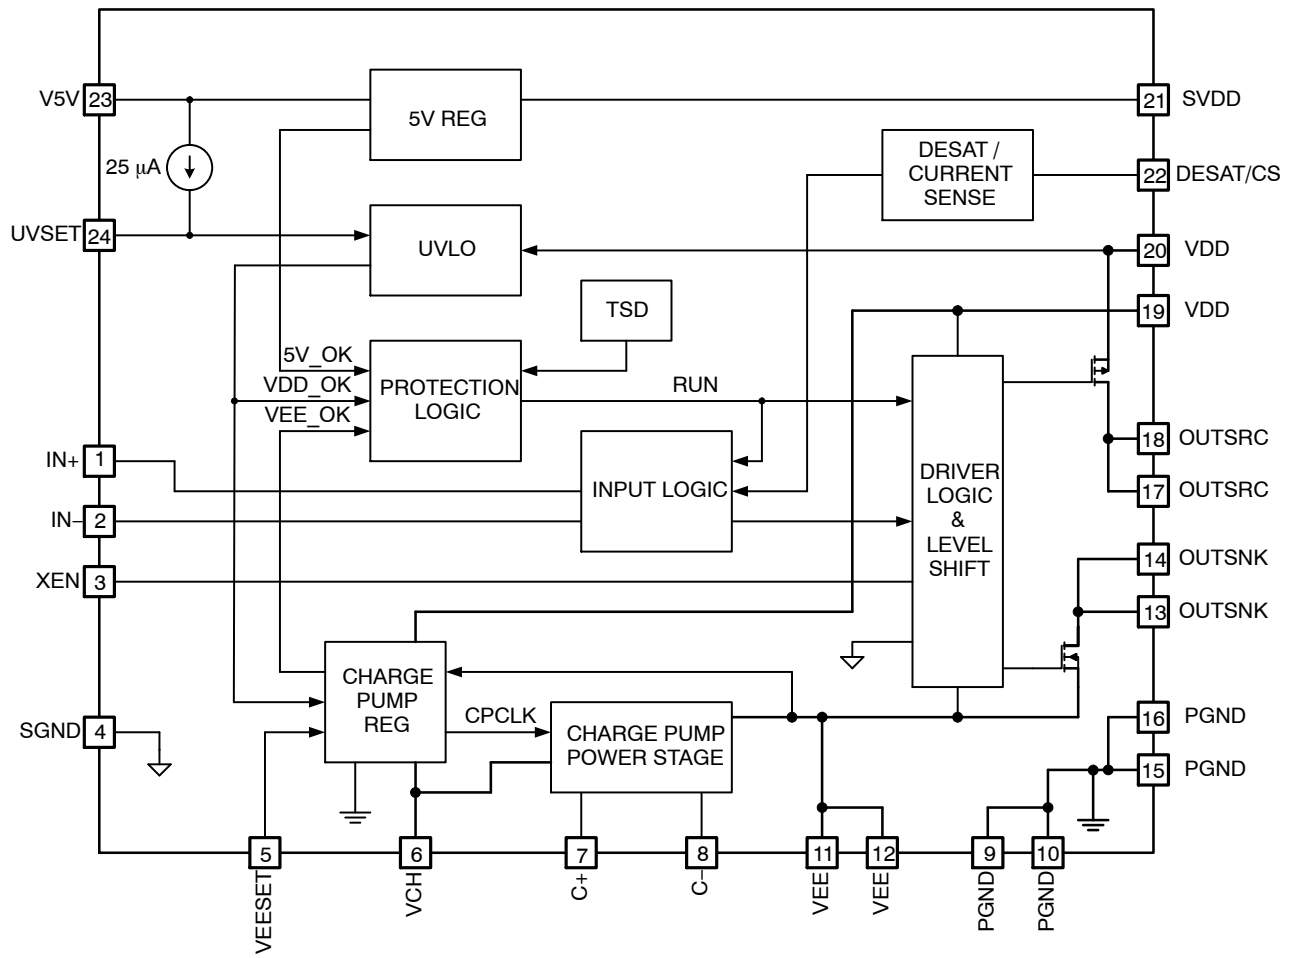 V5V 23
5V REG
21 SVDD
25 μA
DESAT /
CURRENT
SENSE
22 DESAT/CS
UVSET 24
UVLO
20 VDD
TSD
19 VDD
5V_OK
VDD_OK
VEE_OK
PROTECTION
LOGIC
RUN
18 OUTSRC
17 OUTSRC
IN+ 1
IN– 2
INPUT LOGIC
DRIVER
LOGIC
&
LEVEL
SHIFT
14 OUTSNK
13 OUTSNK
XEN 3
CHARGE
PUMP
REG
CPCLK
CHARGE PUMP
POWER STAGE
SGND 4
16 PGND
15 PGND
5 VEESET
6 VCH
7 C+
8 C–
11 VEE
12 VEE
9 PGND
10 PGND